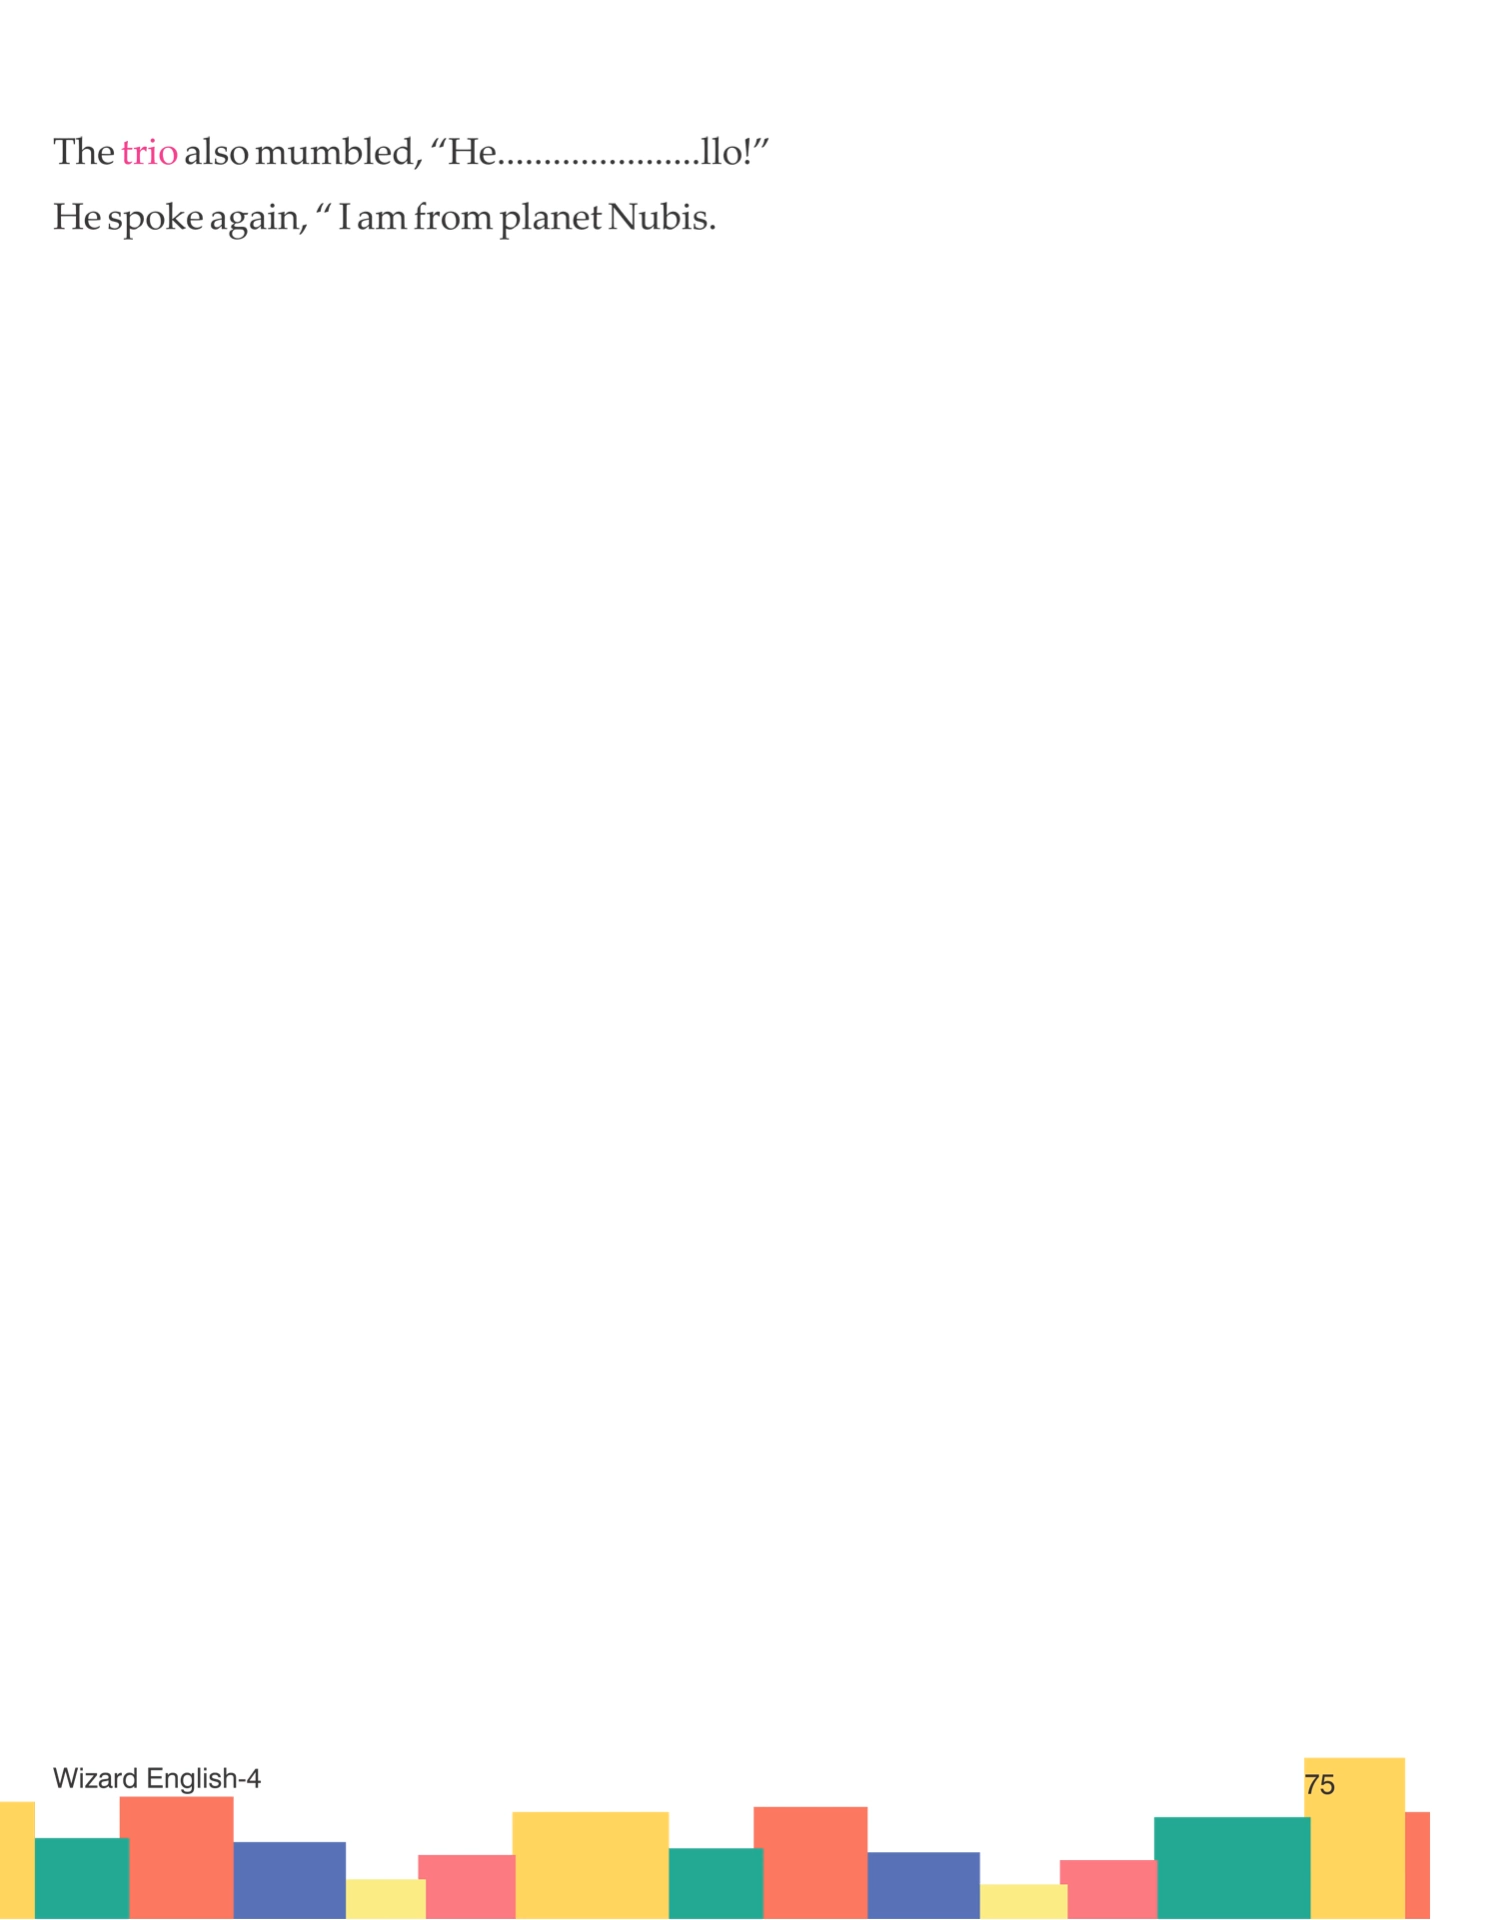 The trio also mumbled, “He......................llo!”
He spoke again, “ I am from planet Nubis.
Wizard English-4
75